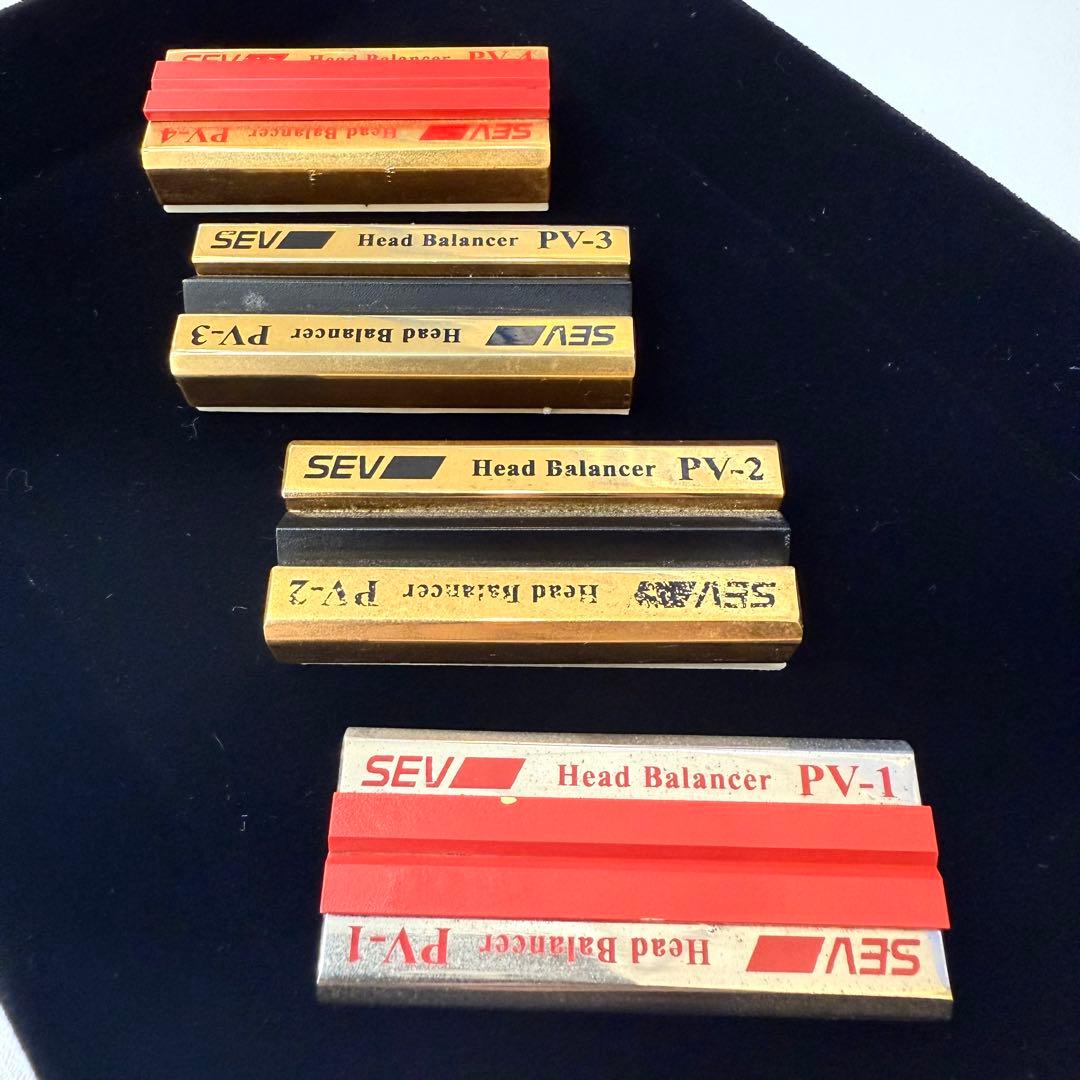 SEV Head Balancer PV-4
PV-4 Head Balancer SEV
SEV Head Balancer PV-3
PV-3 Head Balancer SEV
SEV Head Balancer PV-2
PV-2 Head Balancer SEV
SEV Head Balancer PV-1
PV-1 Head Balancer SEV